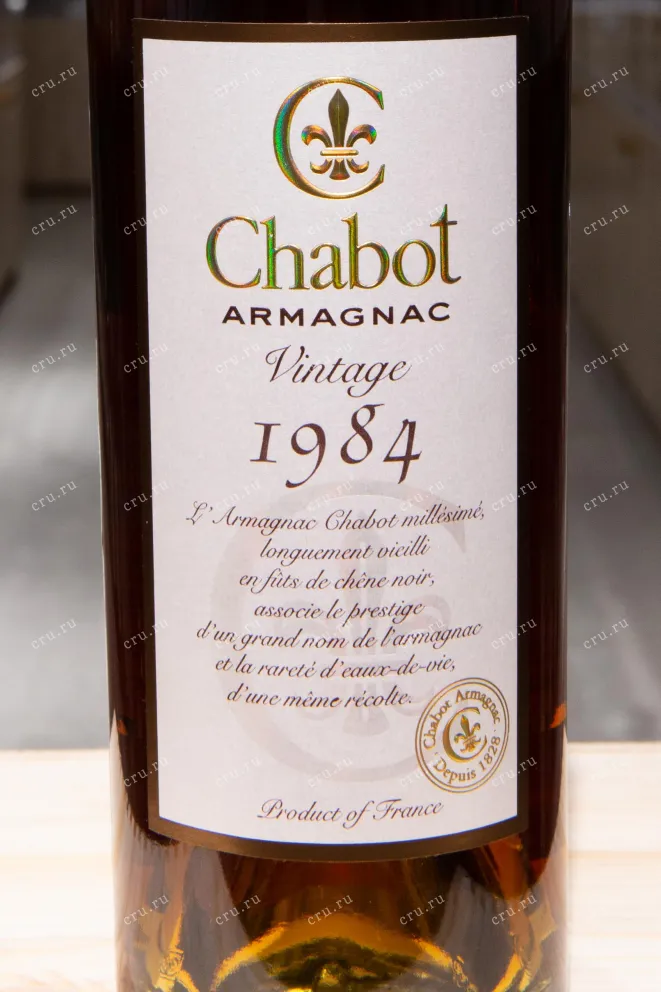 C
Chabot
ARMAGNAC
Vintage
1984
L'Armagnac Chabot millésimé,
longuement vieilli
en fûts de chêne noir,
associe le prestige
d'un grand nom de l'armagnac
et la rareté d'eaux-de-vie,
d'une même récolte.
Chabot Armagnac
C
· Depuis 1828 ·
Product of France
cru.ru